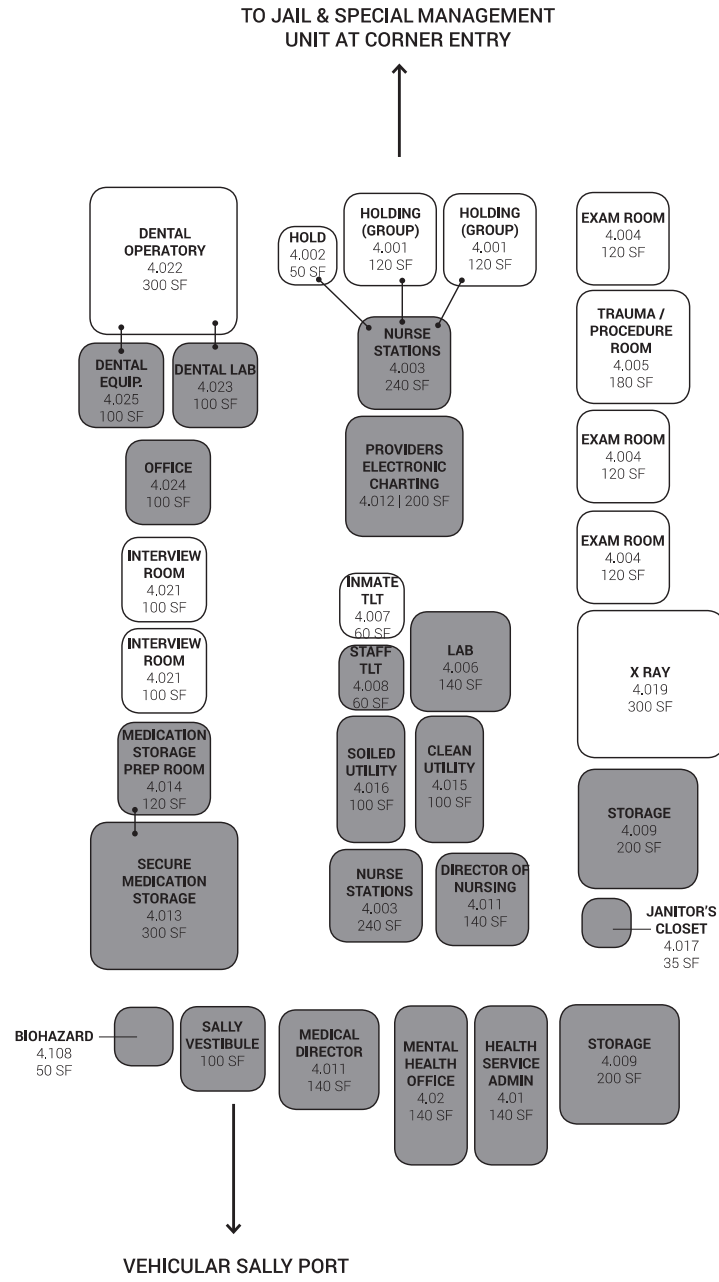 TO JAIL & SPECIAL MANAGEMENT
UNIT AT CORNER ENTRY
DENTAL
OPERATORY
4.022
300 SF
DENTAL
EQUIP.
4.025
100 SF
DENTAL LAB
4.023
100 SF
OFFICE
4.024
100 SF
INTERVIEW
ROOM
4.021
100 SF
INTERVIEW
ROOM
4.021
100 SF
MEDICATION
STORAGE
PREP ROOM
4.014
120 SF
SECURE
MEDICATION
STORAGE
4.013
300 SF
HOLD
4.002
50 SF
HOLDING
(GROUP)
4.001
120 SF
HOLDING
(GROUP)
4.001
120 SF
NURSE
STATIONS
4.003
240 SF
PROVIDERS
ELECTRONIC
CHARTING
4.012 | 200 SF
INMATE
TLT
4.007
60 SF
STAFF
TLT
4.008
60 SF
LAB
4.006
140 SF
SOILED
UTILITY
4.016
100 SF
CLEAN
UTILITY
4.015
100 SF
NURSE
STATIONS
4.003
240 SF
DIRECTOR OF
NURSING
4.011
140 SF
EXAM ROOM
4.004
120 SF
TRAUMA /
PROCEDURE
ROOM
4.005
180 SF
EXAM ROOM
4.004
120 SF
EXAM ROOM
4.004
120 SF
X RAY
4.019
300 SF
STORAGE
4.009
200 SF
JANITOR'S
CLOSET
4.017
35 SF
BIOHAZARD
4.108
50 SF
SALLY
VESTIBULE
100 SF
MEDICAL
DIRECTOR
4.011
140 SF
MENTAL
HEALTH
OFFICE
4.02
140 SF
HEALTH
SERVICE
ADMIN
4.01
140 SF
STORAGE
4.009
200 SF
VEHICULAR SALLY PORT